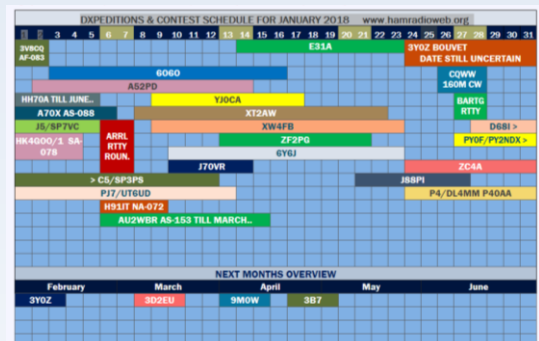 DXPEDITIONS & CONTEST SCHEDULE FOR JANUARY 2018 www.hamradioweb.org
1 2 3 4 5 6 7 8 9 10 11 12 13 14 15 16 17 18 19 20 21 22 23 24 25 26 27 28 29 30 31
3V8CQ
AF-083
E31A
3Y0Z BOUVET
DATE STILL UNCERTAIN
6O6O
CQWW
160M CW
A52PD
HH70A TILL JUNE..
YJ0CA
BARTG
RTTY
A70X AS-088
XT2AW
J5/SP7VC
ARRL
RTTY
ROUN.
XW4FB
D68I >
HK4GOO/1 SA-
078
ZF2PG
PY0F/PY2NDX >
6Y6J
J70VR
ZC4A
> C5/SP3PS
J88PI
PJ7/UT6UD
P4/DL4MM P40AA
H91IT NA-072
AU2WBR AS-153 TILL MARCH..
NEXT MONTHS OVERVIEW
February March April May June
3Y0Z 3D2EU 9M0W 3B7